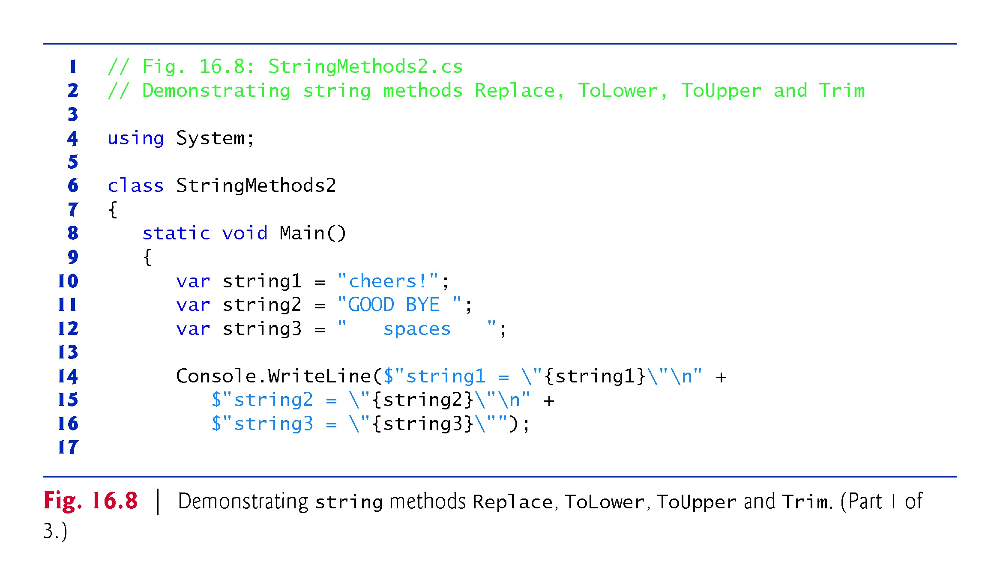 1 // Fig. 16.8: StringMethods2.cs
2 // Demonstrating string methods Replace, ToLower, ToUpper and Trim
3
4 using System;
5
6 class StringMethods2
7 {
8    static void Main()
9    {
10       var string1 = "cheers!";
11       var string2 = "GOOD BYE ";
12       var string3 = "   spaces   ";
13
14       Console.WriteLine($"string1 = \"{string1}\"\n" +
15          $"string2 = \"{string2}\"\n" +
16          $"string3 = \"{string3}\"");
17
Fig. 16.8 | Demonstrating string methods Replace, ToLower, ToUpper and Trim. (Part 1 of
3.)